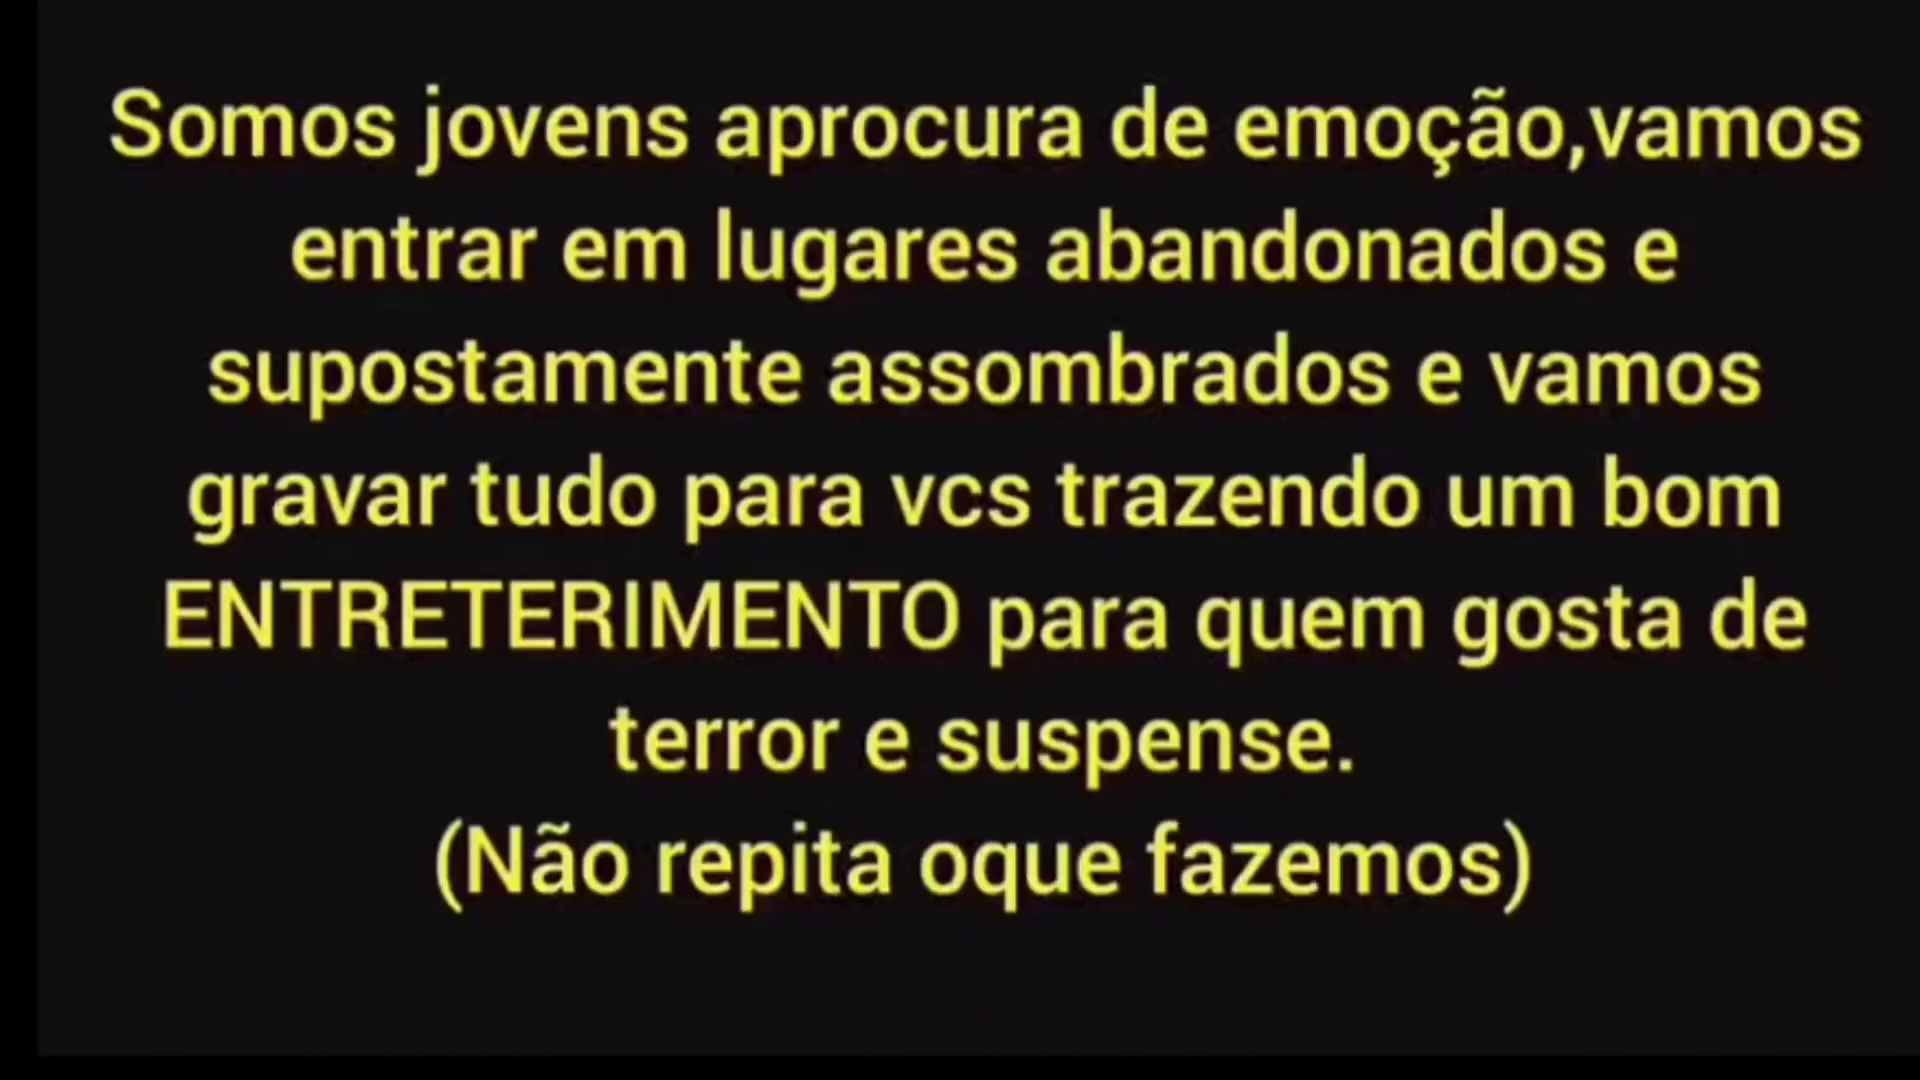 Somos jovens aprocura de emoção,vamos
entrar em lugares abandonados e
supostamente assombrados e vamos
gravar tudo para vcs trazendo um bom
ENTRETERIMENTO para quem gosta de
terror e suspense.
(Não repita oque fazemos)